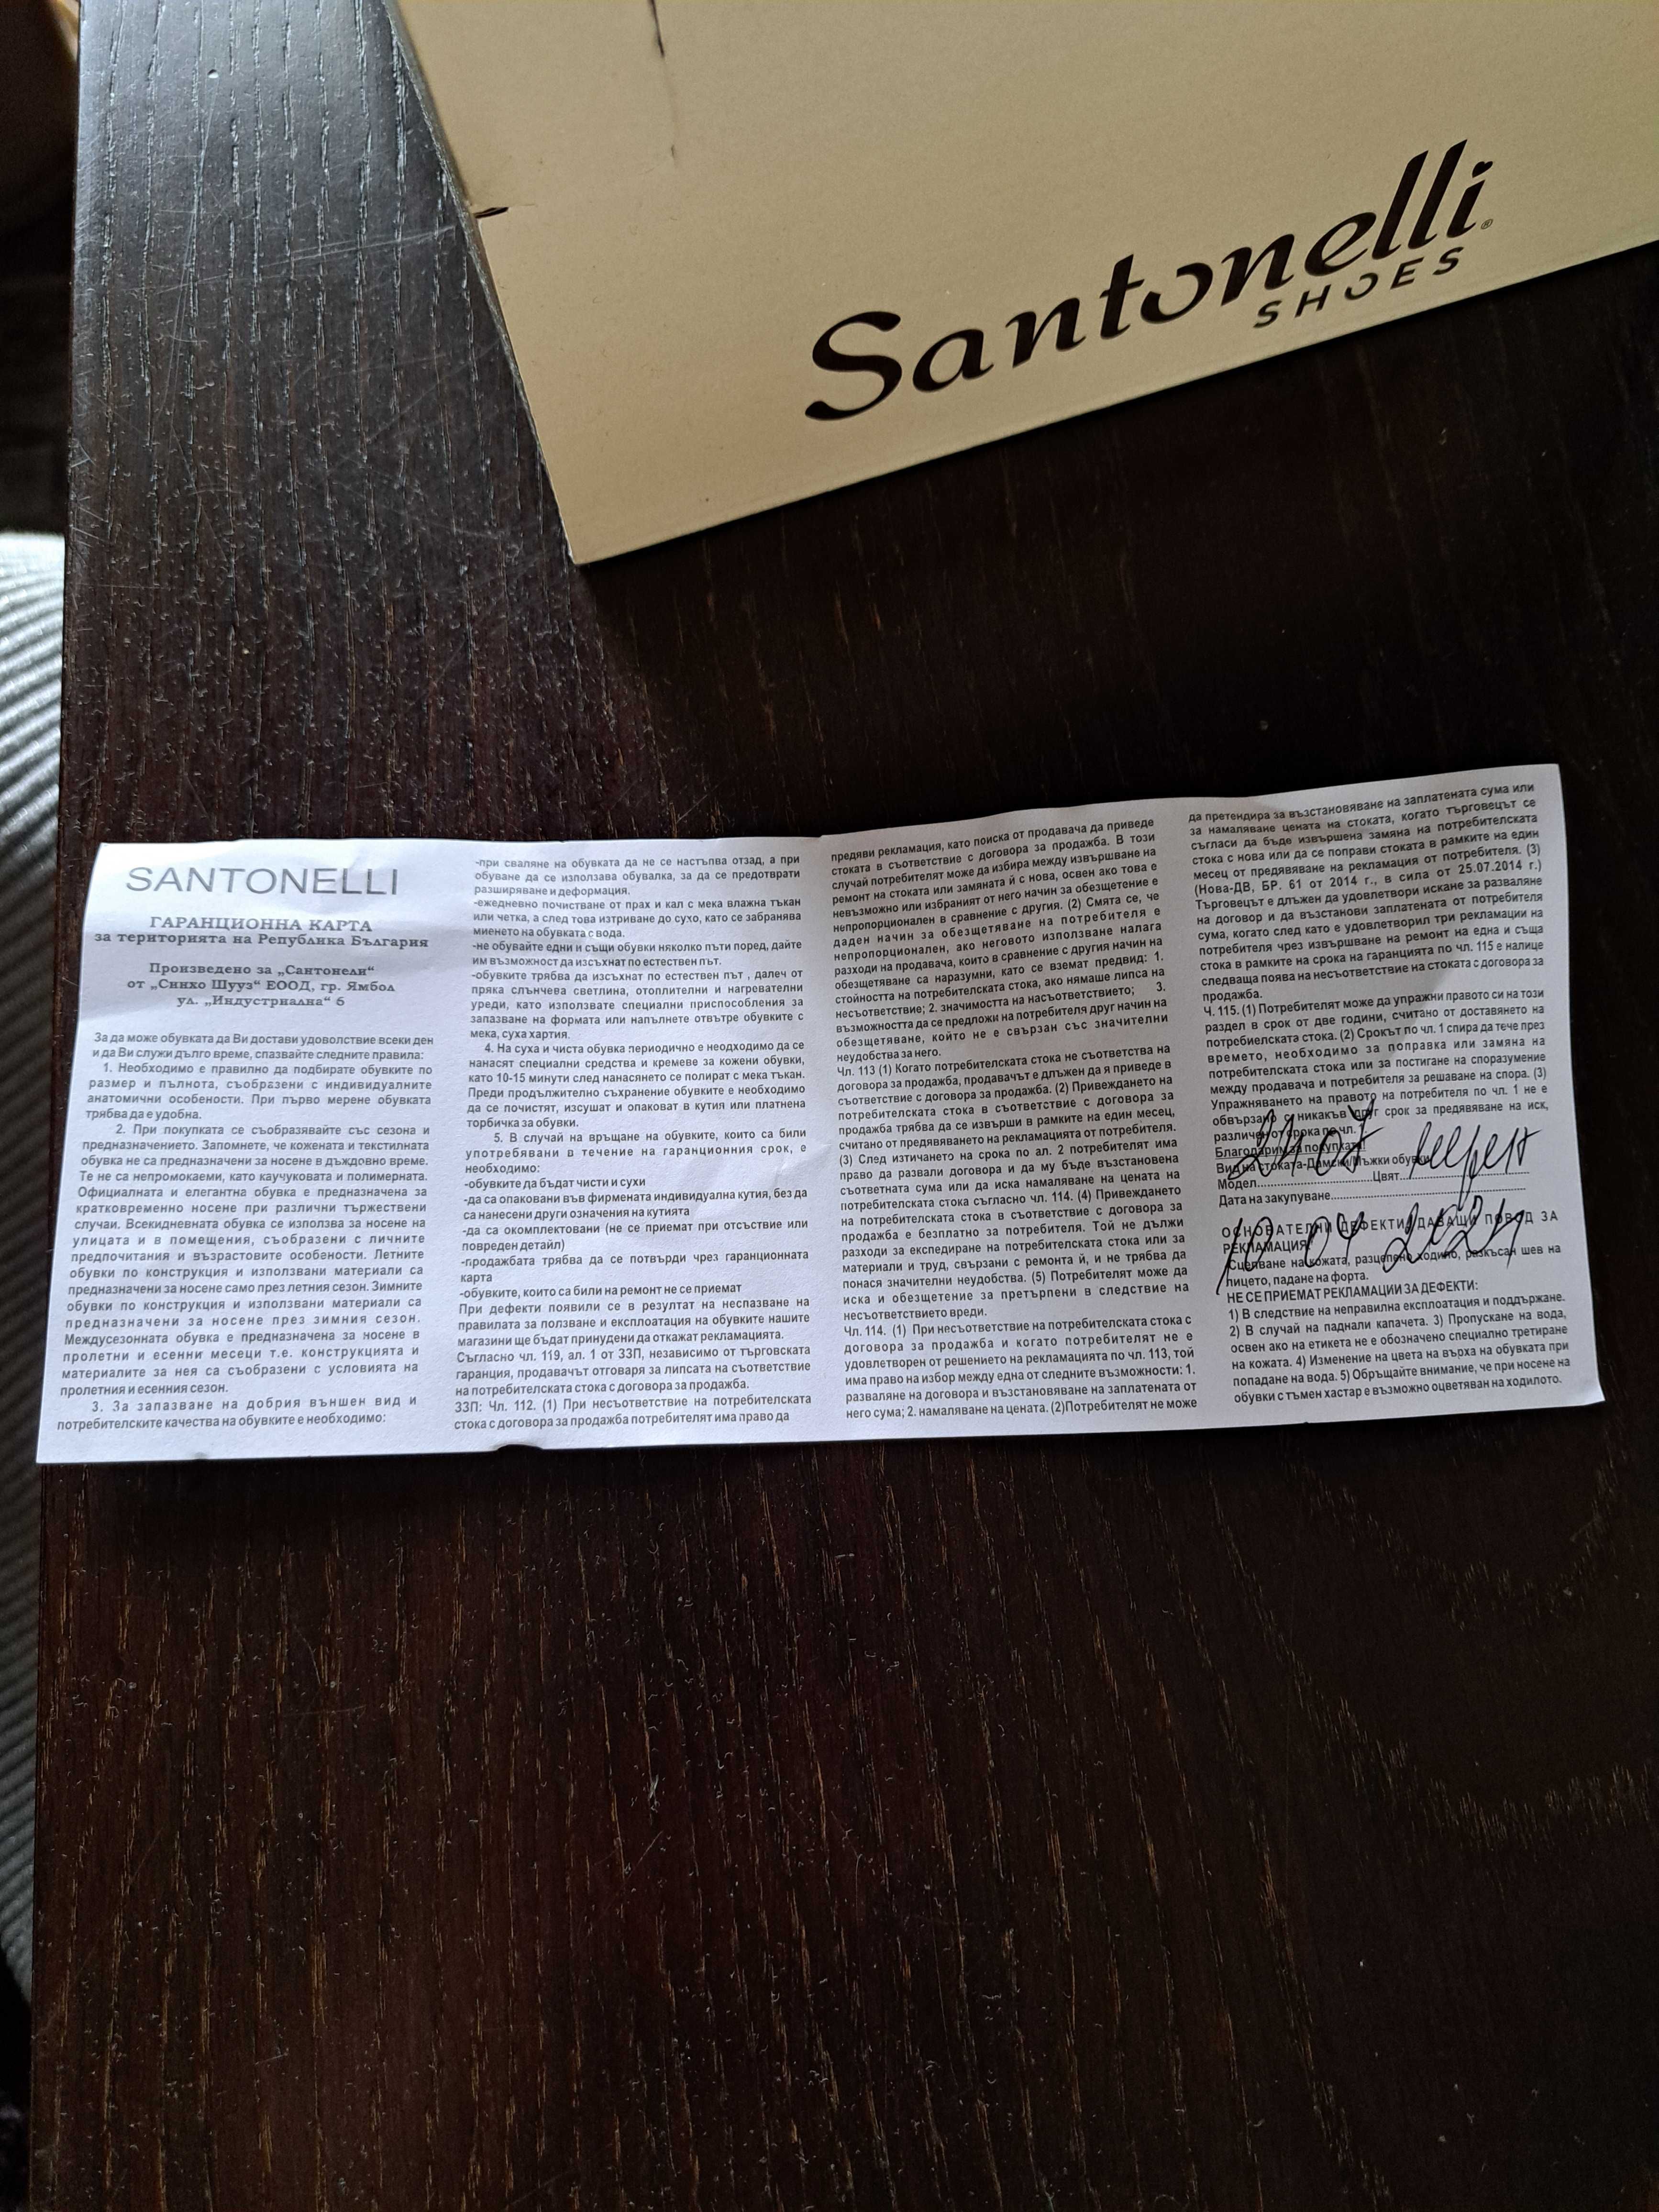 Santonelli®
SHOES
SANTONELLI
ГАРАНЦИОННА КАРТА
за територията на Република България
Произведено за „Сантонели“
от „Синхо Шууз“ ЕООД, гр. Ямбол
ул. „Индустриална“ 6
За да може обувката да Ви достави удоволствие всеки ден
и да Ви служи дълго време, спазвайте следните правила:
1. Необходимо е правилно да подбирате обувките по
размер и пълнота, съобразени с индивидуалните
анатомични особености. При първо мерене обувката
трябва да е удобна.
2. При покупката се съобразявайте със сезона и
предназначението. Запомнете, че кожената и текстилната
обувка не са предназначени за носене в дъждовно време.
Те не са непромокаеми, като каучуковата и полимерната.
Официалната и елегантна обувка е предназначена за
кратковременно носене при различни тържествени
случаи. Всекидневната обувка се използва за носене на
улицата и в помещения, съобразени с личните
предпочитания и възрастовите особености. Летните
обувки по конструкция и използвани материали са
предназначени за носене само през летния сезон. Зимните
обувки по конструкция и използвани материали са
предназначени за носене през зимния сезон.
Междусезонната обувка е предназначена за носене в
пролетни и есенни месеци т.е. конструкцията и
материалите за нея са съобразени с условията на
пролетния и есенния сезон.
3. За запазване на добрия външен вид и
потребителските качества на обувките е необходимо:
-при сваляне на обувката да не се настъпва отзад, а при
обуване да се използва обувалка, за да се предотврати
разширяване и деформация.
-ежедневно почистване от прах и кал с мека влажна тъкан
или четка, а след това изтриване до сухо, като се забранява
миенето на обувката с вода.
-не обувайте едни и същи обувки няколко пъти поред, дайте
им възможност да изсъхнат по естествен път.
-обувките трябва да изсъхнат по естествен път , далеч от
пряка слънчева светлина, отоплителни и нагревателни
уреди, като използвате специални приспособления за
запазване на формата или напълнете отвътре обувките с
мека, суха хартия.
4. На суха и чиста обувка периодично е неодходимо да се
нанасят специални средства и кремеве за кожени обувки,
като 10-15 минути след нанасянето се полират с мека тъкан.
Преди продължително съхранение обувките е необходимо
да се почистят, изсушат и опаковат в кутия или платнена
торбичка за обувки.
5. В случай на връщане на обувките, които са били
употребявани в течение на гаранционния срок, е
необходимо:
-обувките да бъдат чисти и сухи
-да са опаковани във фирмената индивидуална кутия, без да
са нанесени други означения на кутията
-да са окомплектовани (не се приемат при отсъствие или
повреден детайл)
-продажбата трябва да се потвърди чрез гаранционната
карта
-обувките, които са били на ремонт не се приемат
При дефекти появили се в резултат на неспазване на
правилата за ползване и експлоатация на обувките нашите
магазини ще бъдат принудени да откажат рекламацията.
Съгласно чл. 119, ал. 1 от ЗЗП, независимо от търговската
гаранция, продавачът отговаря за липсата на съответствие
на потребителската стока с договора за продажба.
ЗЗП: Чл. 112. (1) При несъответствие на потребителската
стока с договора за продажба потребителят има право да
предяви рекламация, като поиска от продавача да приведе
стоката в съответствие с договора за продажба. В този
случай потребителят може да избира между извършване на
ремонт на стоката или замяната й с нова, освен ако това е
невъзможно или избраният от него начин за обезщетение е
непропорционален в сравнение с другия. (2) Смята се, че
даден начин за обезщетяване на потребителя е
непропорционален, ако неговото използване налага
разходи на продавача, които в сравнение с другия начин на
обезщетяване са неразумни, като се вземат предвид: 1.
стойността на потребителската стока, ако нямаше липса на
несъответствие; 2. значимостта на насъответствието; 3.
възможността да се предложи на потребителя друг начин на
обезщетяване, който не е свързан със значителни
неудобства за него.
Чл. 113 (1) Когато потребителската стока не съответства на
договора за продажба, продавачът е длъжен да я приведе в
съответствие с договора за продажба. (2) Привеждането на
потребителската стока в съответствие с договора за
продажба трябва да се извърши в рамките на един месец,
считано от предявяването на рекламацията от потребителя.
(3) След изтичането на срока по ал. 2 потребителят има
право да развали договора и да му бъде възстановена
съответната сума или да иска намаляване на цената на
потребителската стока съгласно чл. 114. (4) Привеждането
на потребителската стока в съответствие с договора за
продажба е безплатно за потребителя. Той не дължи
разходи за експедиране на потребителската стока или за
материали и труд, свързани с ремонта й, и не трябва да
понася значителни неудобства. (5) Потребителят може да
иска и обезщетение за претърпени в следствие на
несъответствието вреди.
Чл. 114. (1) При несъответствие на потребителската стока с
договора за продажба и когато потребителят не е
удовлетворен от решението на рекламацията по чл. 113, той
има право на избор между една от следните възможности: 1.
разваляне на договора и възстановяване на заплатената от
него сума; 2. намаляване на цената. (2)Потребителят не може
да претендира за възстановяване на заплатената сума или
за намаляване цената на стоката, когато търговецът се
съгласи да бъде извършена замяна на потребителската
стока с нова или да се поправи стоката в рамките на един
месец от предявяване на рекламация от потребителя. (3)
(Нова-ДВ, БР. 61 от 2014 г., в сила от 25.07.2014 г.)
Търговецът е длъжен да удовлетвори искане за разваляне
на договор и да възстанови заплатената от потребителя
сума, когато след като е удовлетворил три рекламации на
потребителя чрез извършване на ремонт на една и съща
стока в рамките на срока на гаранцията по чл. 115 е налице
следваща поява на несъответствие на стоката с договора за
продажба.
Ч. 115. (1) Потребителят може да упражни правото си на този
раздел в срок от две години, считано от доставянето на
потребиелската стока. (2) Срокът по чл. 1 спира да тече през
времето, необходимо за поправка или замяна на
потребителската стока или за постигане на споразумение
между продавача и потребителя за решаване на спора. (3)
Упражняването на правото на потребителя по чл. 1 не е
обвързано с никакъв друг срок за предявяване на иск,
различен от срока по чл. 1
Благодарим за покупката!
Вид на стоката-Дамски/Мъжки обувки
Модел.......... Цвят..........
Дата на закупуване..........
10 04 2024
ОСНОВАТЕЛНИ ДЕФЕКТИ ДАВАЩИ ПОВОД ЗА
РЕКЛАМАЦИЯ:
Сцепване на кожата, разцепено ходило, разкъсан шев на
лицето, падане на форта.
НЕ СЕ ПРИЕМАТ РЕКЛАМАЦИИ ЗА ДЕФЕКТИ:
1) В следствие на неправилна експлоатация и поддържане.
2) В случай на паднали капачета. 3) Пропускане на вода,
освен ако на етикета не е обозначено специално третиране
на кожата. 4) Изменение на цвета на върха на обувката при
попадане на вода. 5) Обръщайте внимание, че при носене на
обувки с тъмен хастар е възможно оцветяван на ходилото.